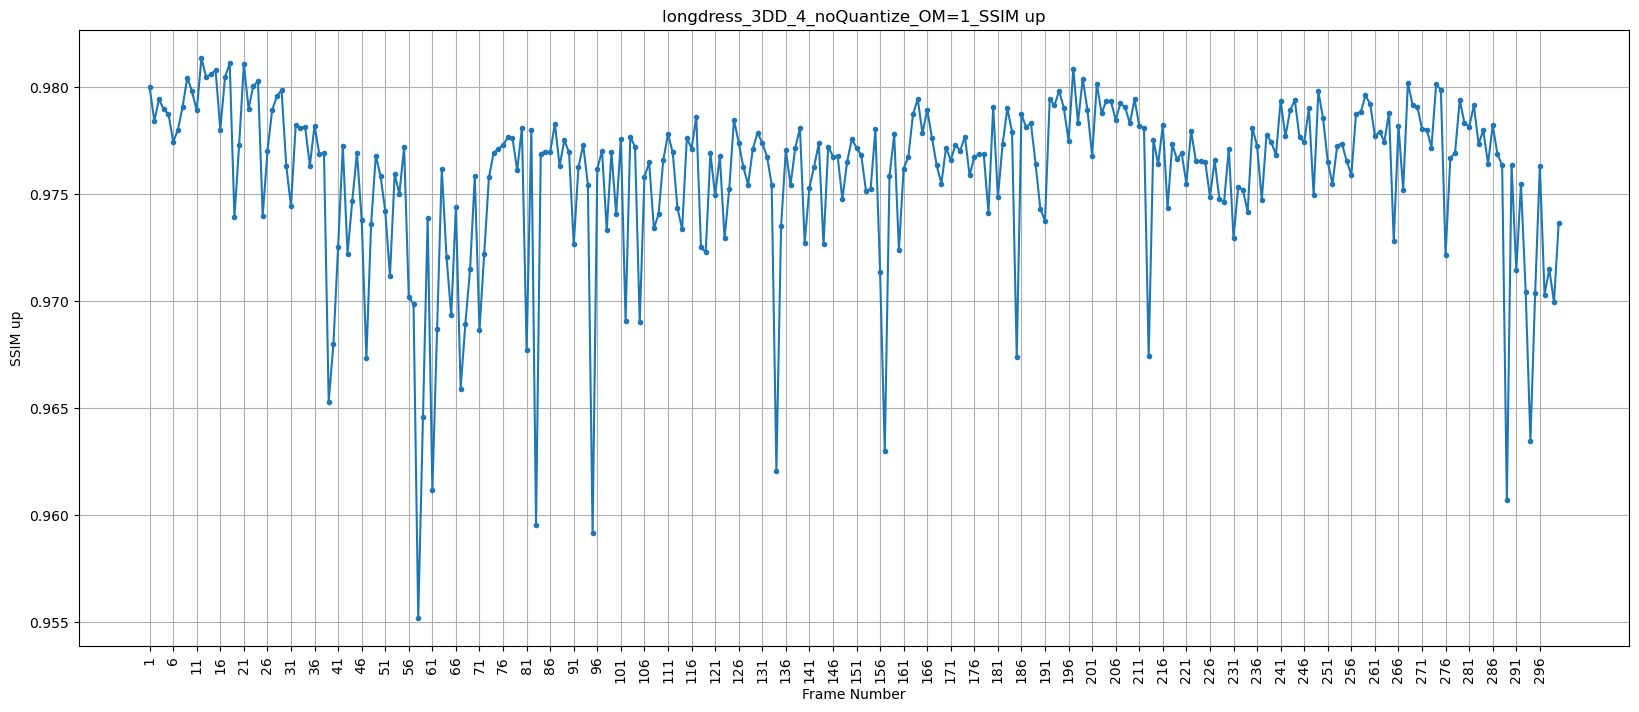 longdress_3DD_4_noQuantize_OM=1_SSIM up
0.980
0.975
0.970
0.965
0.960
0.955
SSIM up
1 6 11 16 21 26 31 36 41 46 51 56 61 66 71 76 81 86 91 96 101 106 111 116 121 126 131 136 141 146 151 156 161 166 171 176 181 186 191 196 201 206 211 216 221 226 231 236 241 246 251 256 261 266 271 276 281 286 291 296
Frame Number